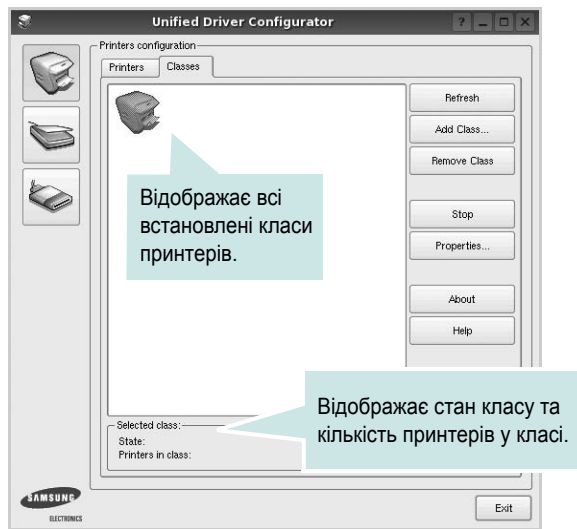 Unified Driver Configurator
Printers configuration
Printers
Classes
Refresh
Add Class...
Remove Class
Stop
Properties...
About
Help
Відображає всі
встановлені класи
принтерів.
Відображає стан класу та
кількість принтерів у класі.
Selected class:
State:
Printers in class:
SAMSUNG
ELECTRONICS
Exit